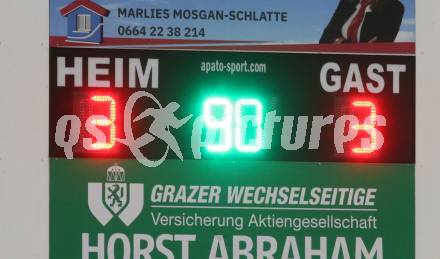 MARLIES MOSGAN-SCHLATTE
0664 22 38 214
apato-sport.com
HEIM GAST
3 90 3
qspictures
GRAZER WECHSELSEITIGE
Versicherung Aktiengesellschaft
HORST ABRAHAM